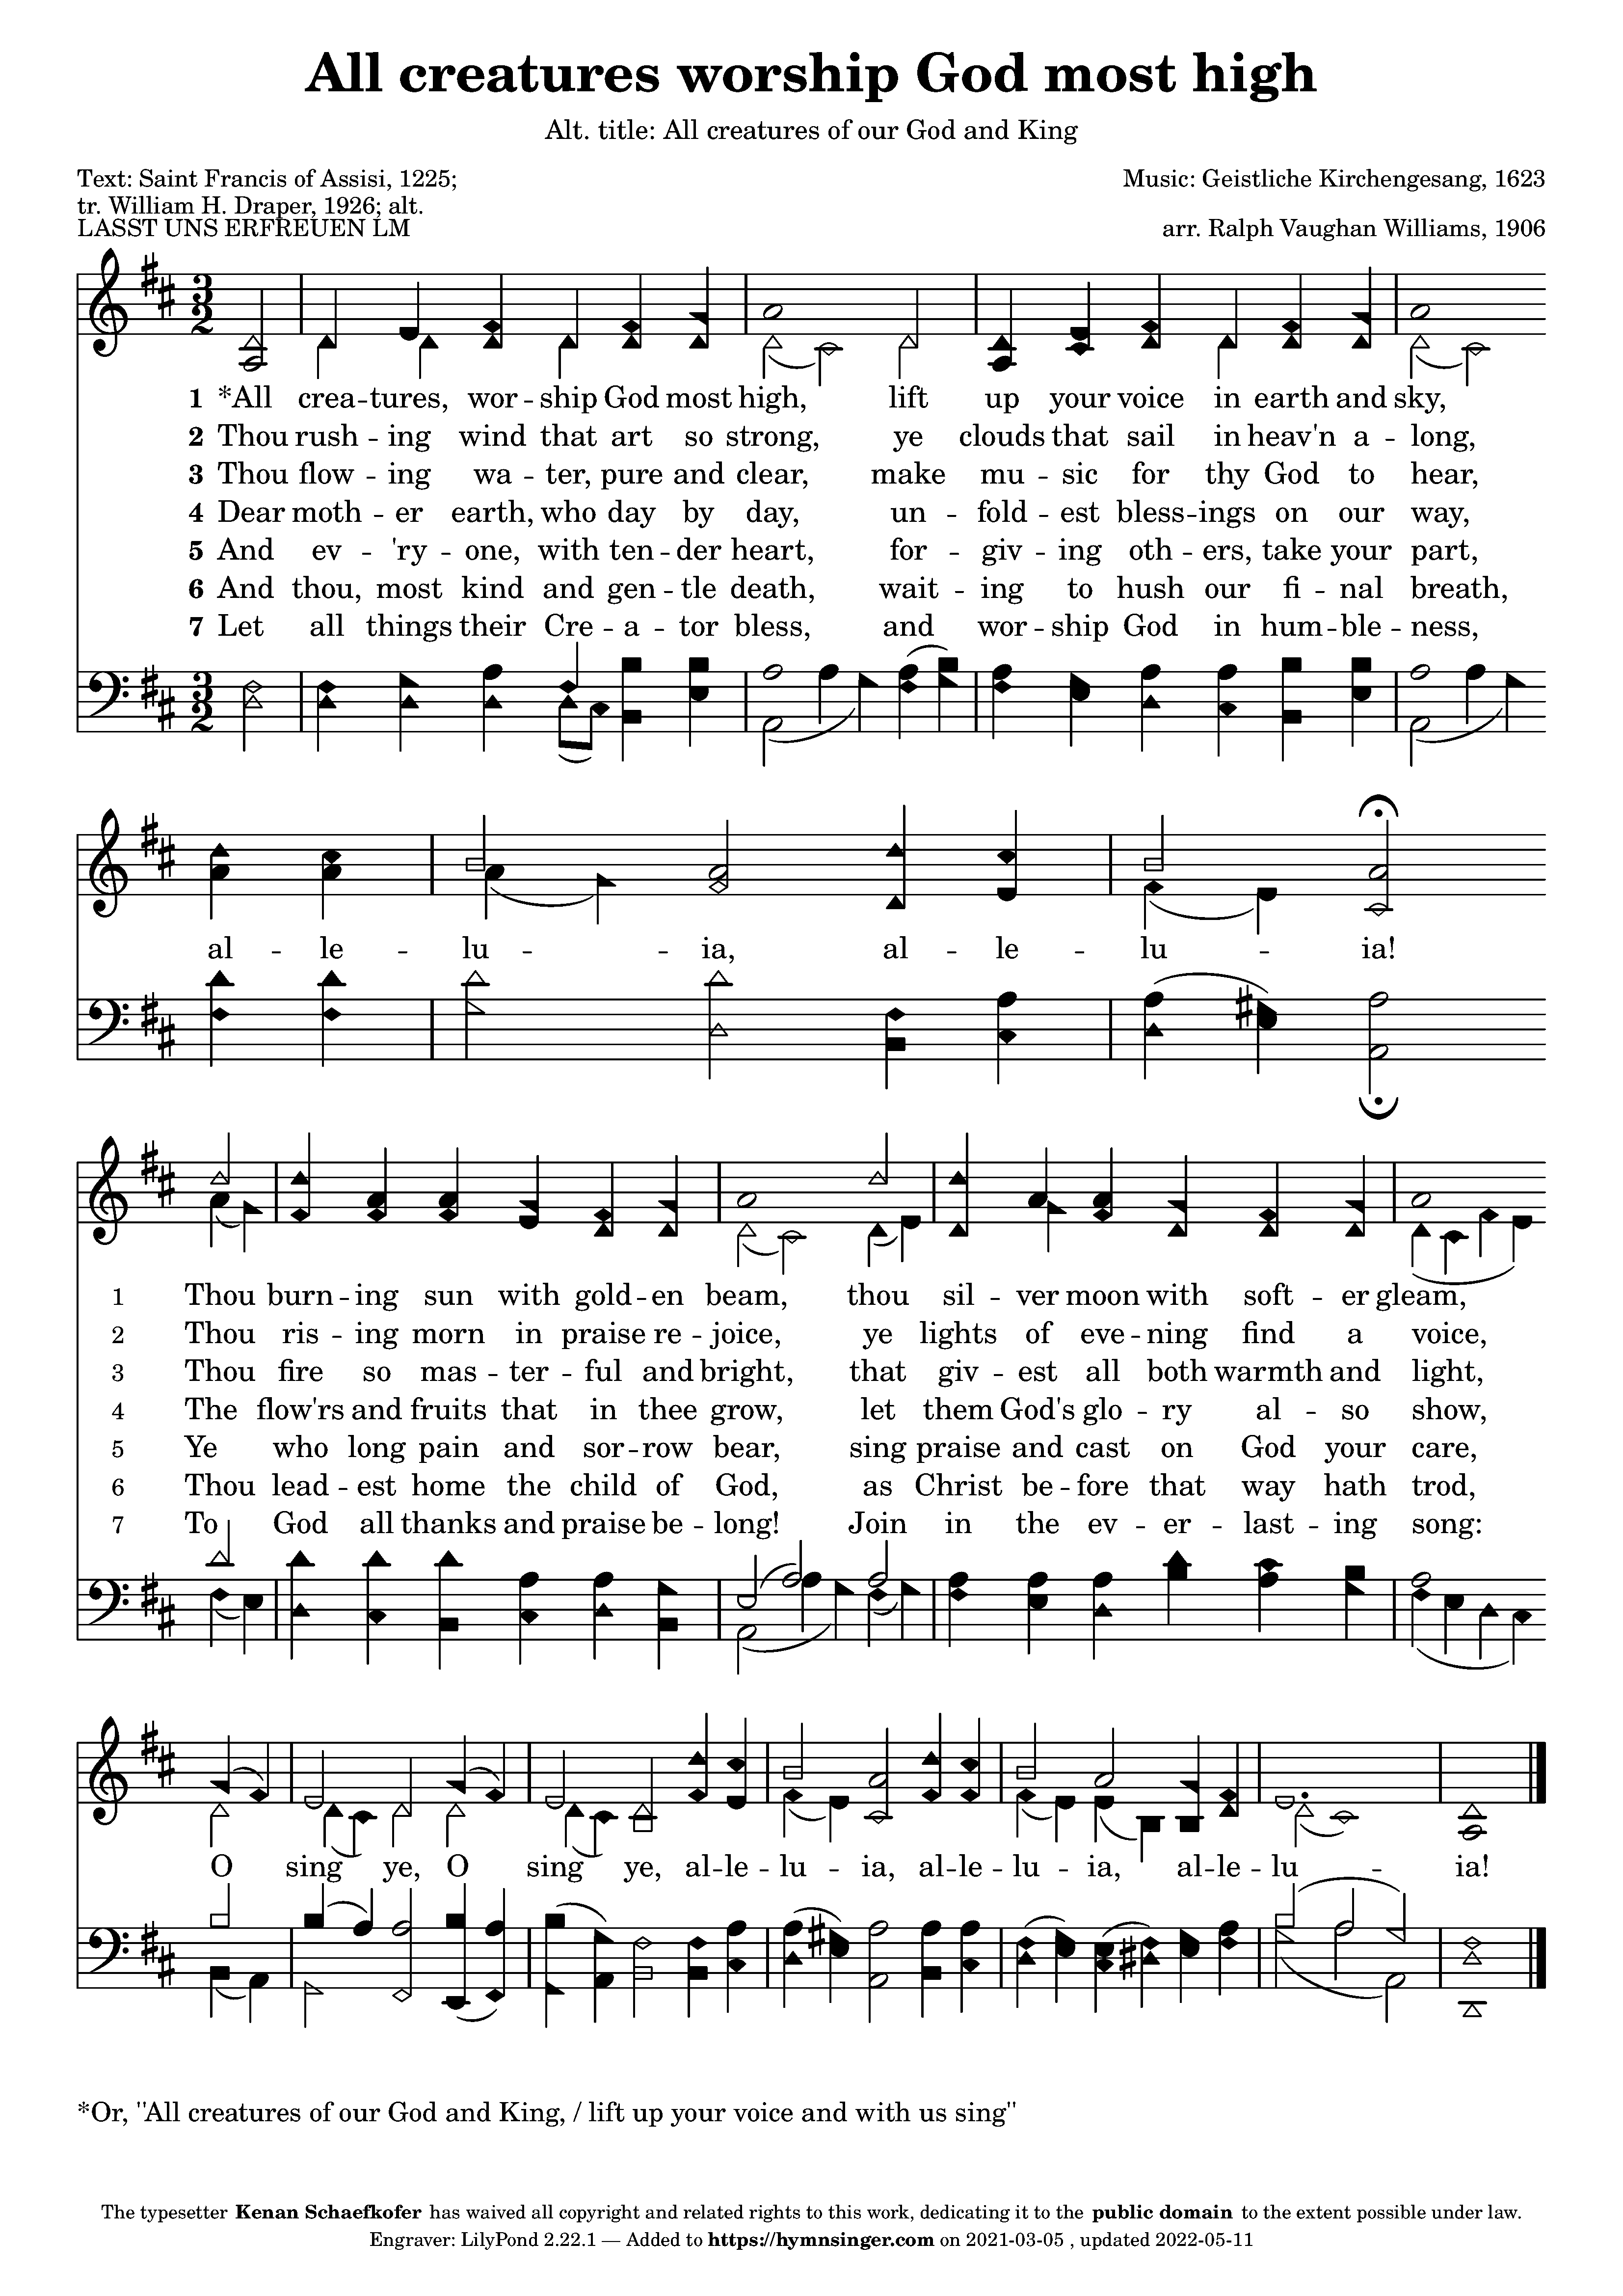 All creatures worship God most high
Alt. title: All creatures of our God and King
Text: Saint Francis of Assisi, 1225;
tr. William H. Draper, 1926; alt.
LASST UNS ERFREUEN LM
Music: Geistliche Kirchengesang, 1623
arr. Ralph Vaughan Williams, 1906
1 *All crea -- tures, wor -- ship God most high, lift up your voice in earth and sky,
2 Thou rush -- ing wind that art so strong, ye clouds that sail in heav'n a -- long,
3 Thou flow -- ing wa -- ter, pure and clear, make mu -- sic for thy God to hear,
4 Dear moth -- er earth, who day by day, un -- fold -- est bless -- ings on our way,
5 And ev -- 'ry -- one, with ten -- der heart, for -- giv -- ing oth -- ers, take your part,
6 And thou, most kind and gen -- tle death, wait -- ing to hush our fi -- nal breath,
7 Let all things their Cre -- a -- tor bless, and wor -- ship God in hum -- ble -- ness,
al -- le -- lu -- ia, al -- le -- lu -- ia!
1 Thou burn -- ing sun with gold -- en beam, thou sil -- ver moon with soft -- er gleam,
2 Thou ris -- ing morn in praise re -- joice, ye lights of eve -- ning find a voice,
3 Thou fire so mas -- ter -- ful and bright, that giv -- est all both warmth and light,
4 The flow'rs and fruits that in thee grow, let them God's glo -- ry al -- so show,
5 Ye who long pain and sor -- row bear, sing praise and cast on God your care,
6 Thou lead -- est home the child of God, as Christ be -- fore that way hath trod,
7 To God all thanks and praise be -- long! Join in the ev -- er -- last -- ing song:
O sing ye, O sing ye, al -- le -- lu -- ia, al -- le -- lu -- ia, al -- le -- lu -- ia!
*Or, "All creatures of our God and King, / lift up your voice and with us sing"
The typesetter Kenan Schaefkofer has waived all copyright and related rights to this work, dedicating it to the public domain to the extent possible under law.
Engraver: LilyPond 2.22.1 — Added to https://hymnsinger.com on 2021-03-05 , updated 2022-05-11